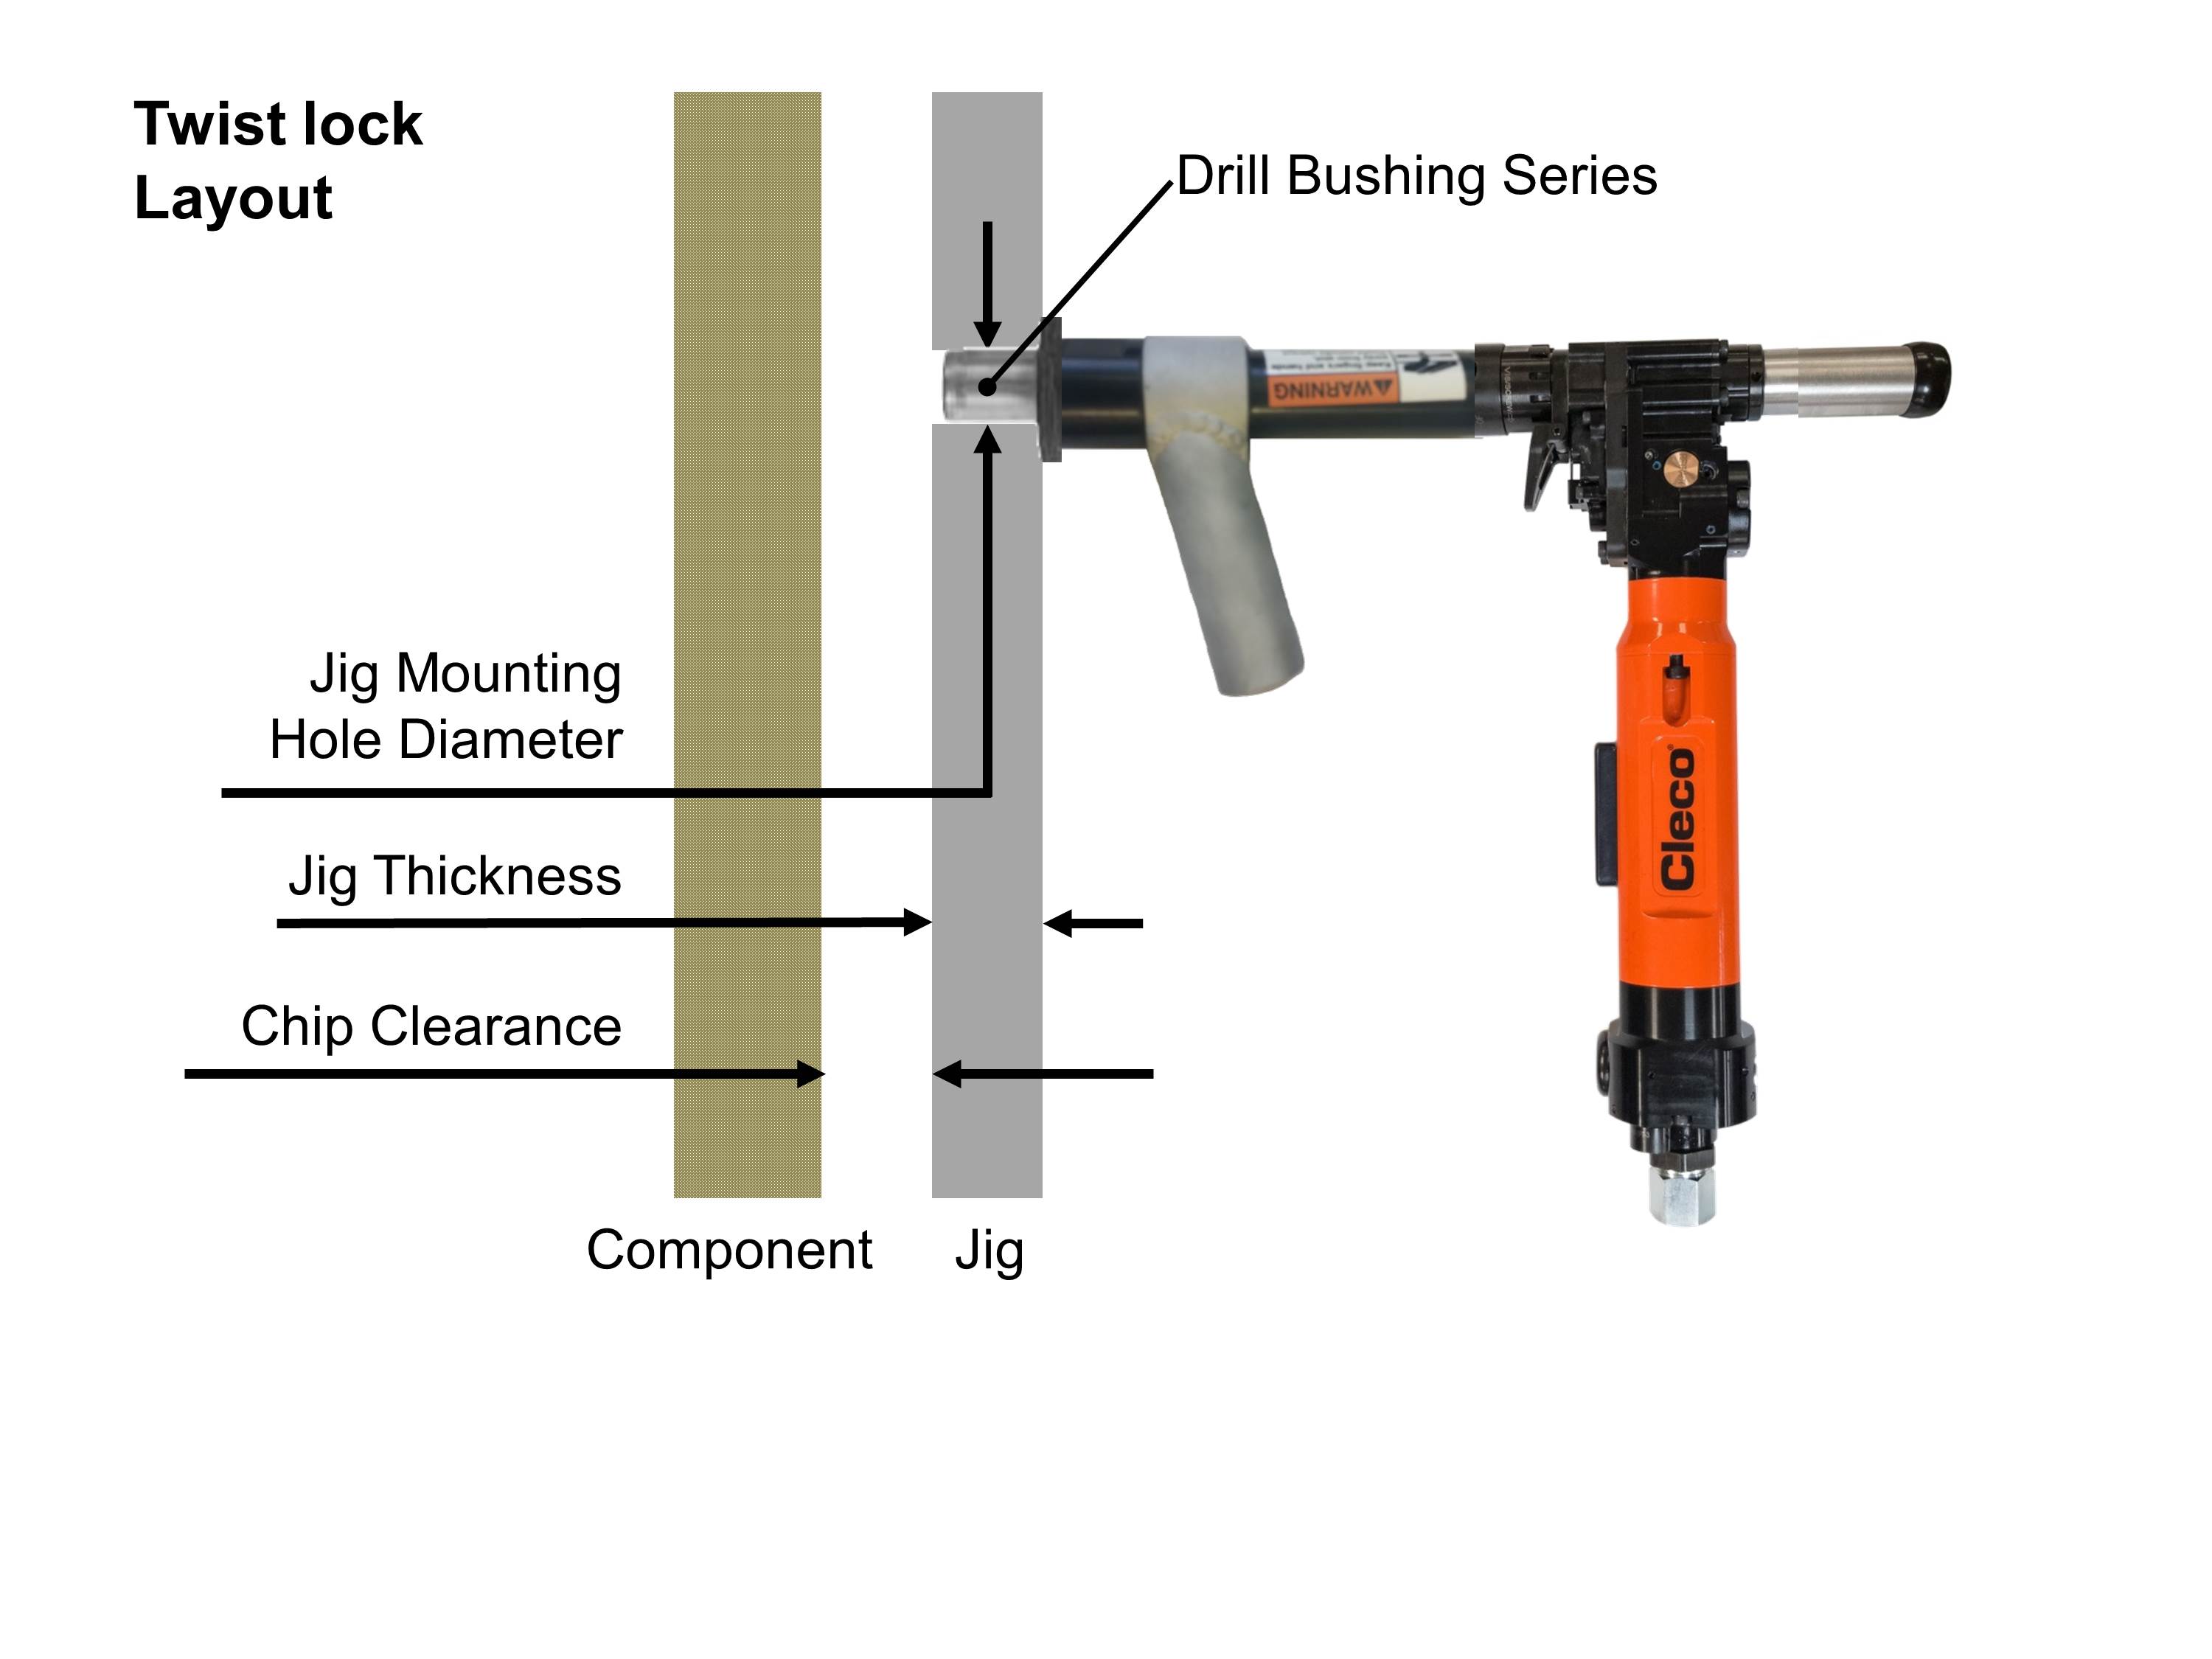 Twist lock
Layout
Drill Bushing Series
WARNING
Jig Mounting
Hole Diameter
Jig Thickness
Chip Clearance
Cleco
Component
Jig